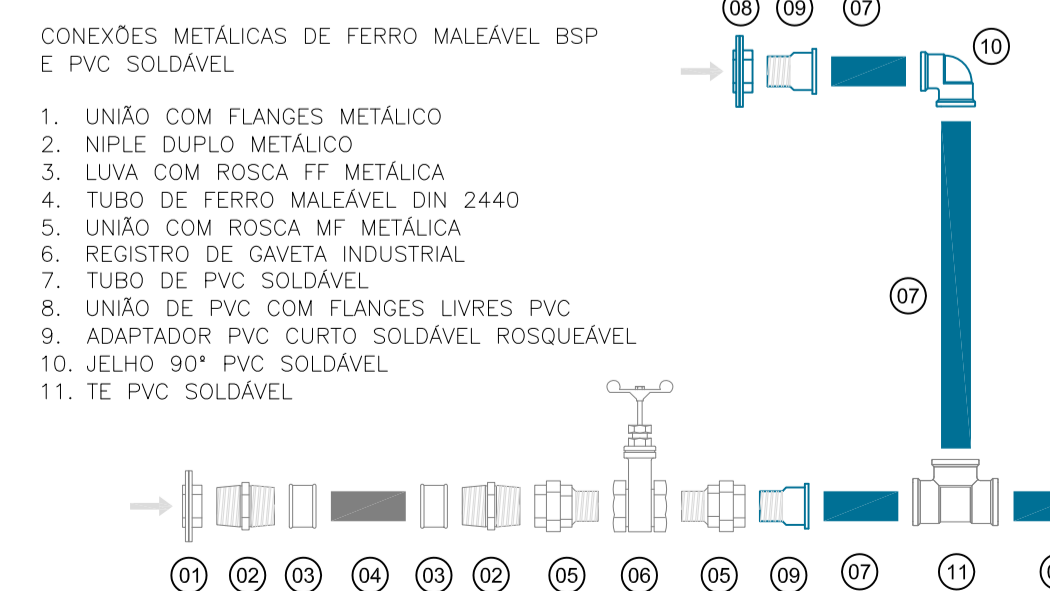 08 09 07
CONEXÕES METÁLICAS DE FERRO MALEÁVEL BSP
E PVC SOLDÁVEL
10
1. UNIÃO COM FLANGES METÁLICO
2. NIPLE DUPLO METÁLICO
3. LUVA COM ROSCA FF METÁLICA
4. TUBO DE FERRO MALEÁVEL DIN 2440
5. UNIÃO COM ROSCA MF METÁLICA
6. REGISTRO DE GAVETA INDUSTRIAL
7. TUBO DE PVC SOLDÁVEL
8. UNIÃO DE PVC COM FLANGES LIVRES PVC
9. ADAPTADOR PVC CURTO SOLDÁVEL ROSQUEÁVEL
10. JELHO 90° PVC SOLDÁVEL
11. TE PVC SOLDÁVEL
07
01 02 03 04 03 02 05 06 05 09 07 11